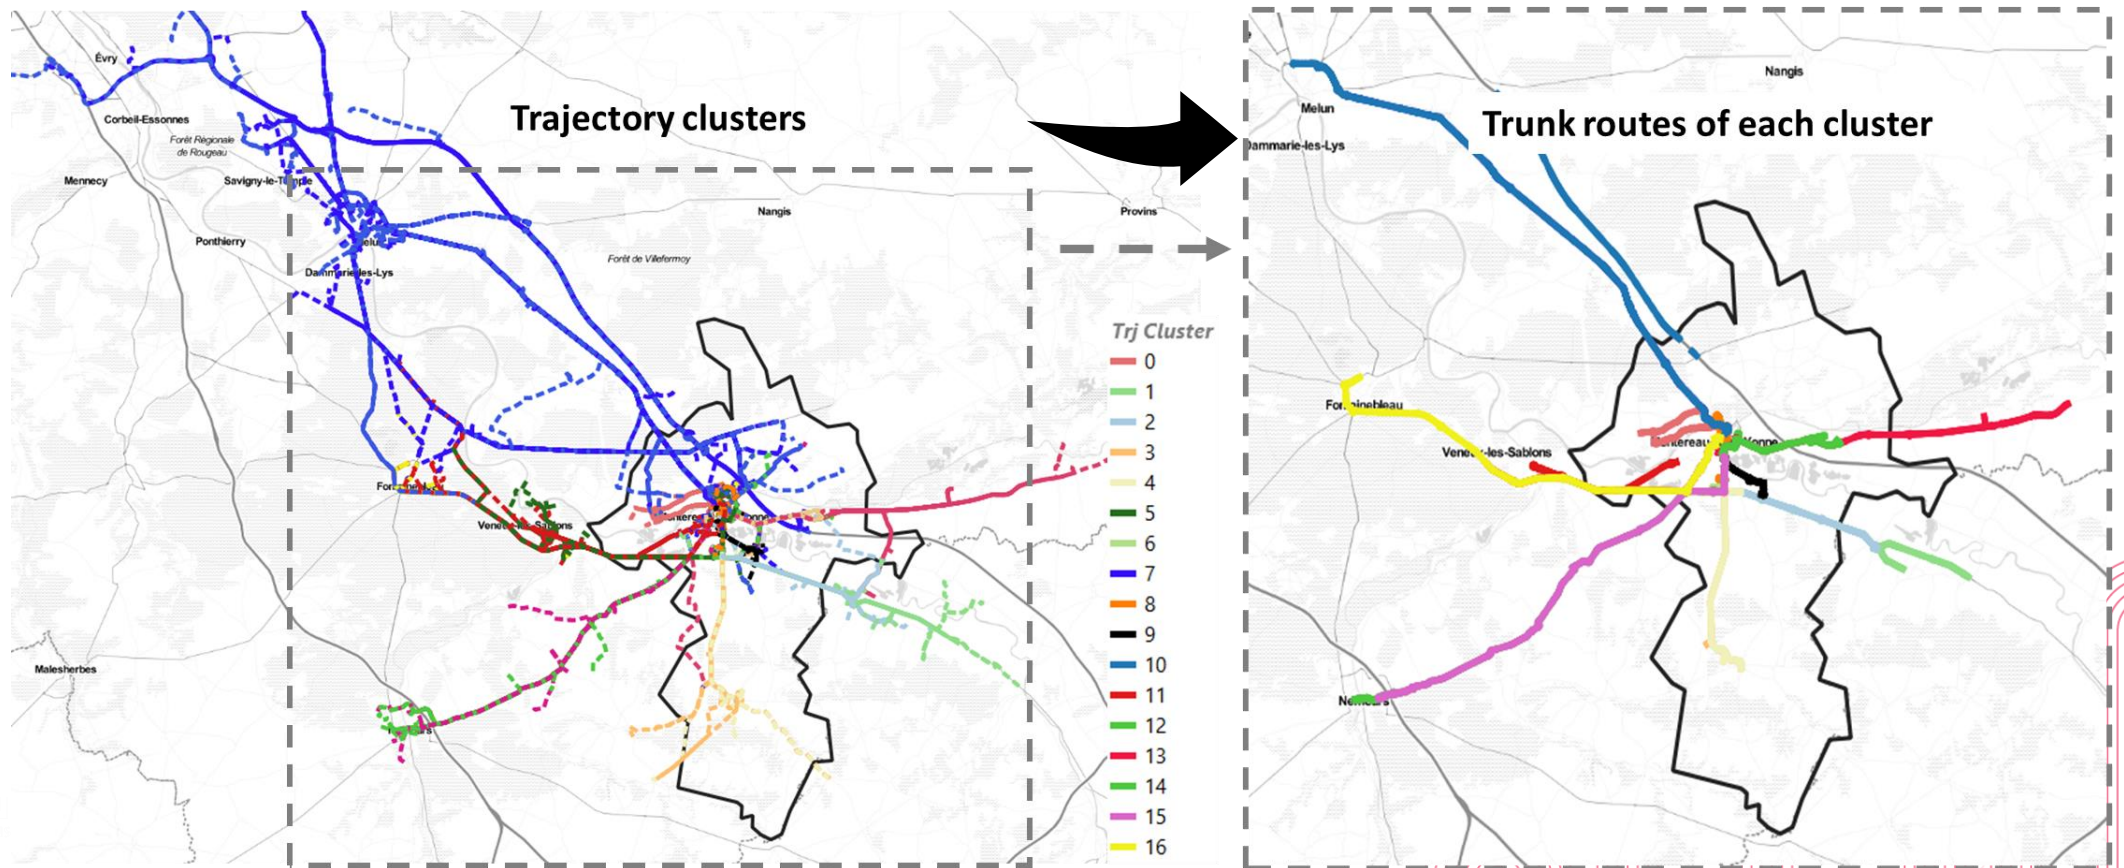 Évry
Corbeil-Essonnes
Forêt Régionale
de Rougeau
Mennecy
Savigny-le-Temple
Ponthierry
Dammarie-les-Lys
Trajectory clusters
Nangis
Provins
Forêt de Villefermoy
Malesherbes
Trj Cluster
0
1
2
3
4
5
6
7
8
9
10
11
12
13
14
15
16
Trunk routes of each cluster
Nangis
Melun
Dammarie-les-Lys
Fontainebleau
Veneux-les-Sablons
Nemours